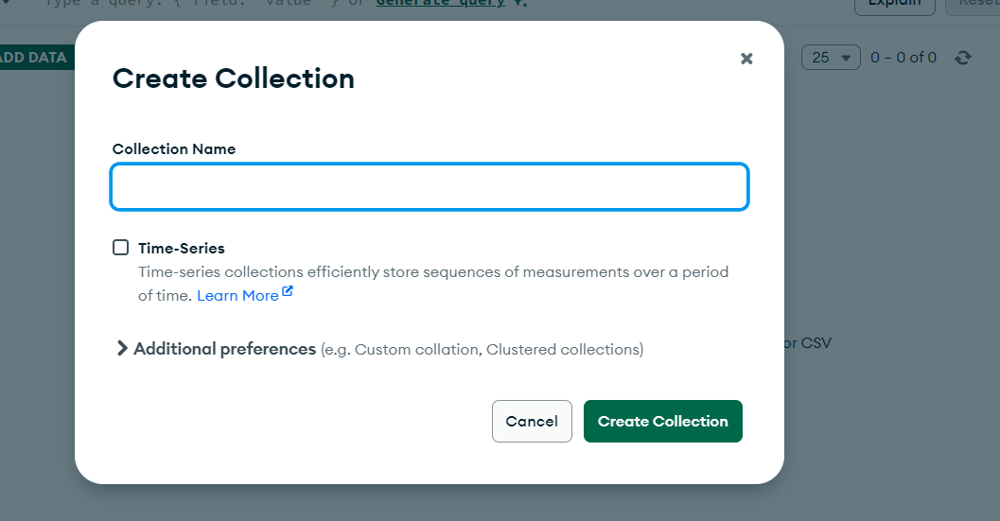 Type a query: { field: 'value' } or Generate query
Explain
Reset
ADD DATA
25
0 – 0 of 0
Create Collection
Collection Name
Time-Series
Time-series collections efficiently store sequences of measurements over a period
of time. Learn More
Additional preferences (e.g. Custom collation, Clustered collections)
or CSV
Cancel
Create Collection